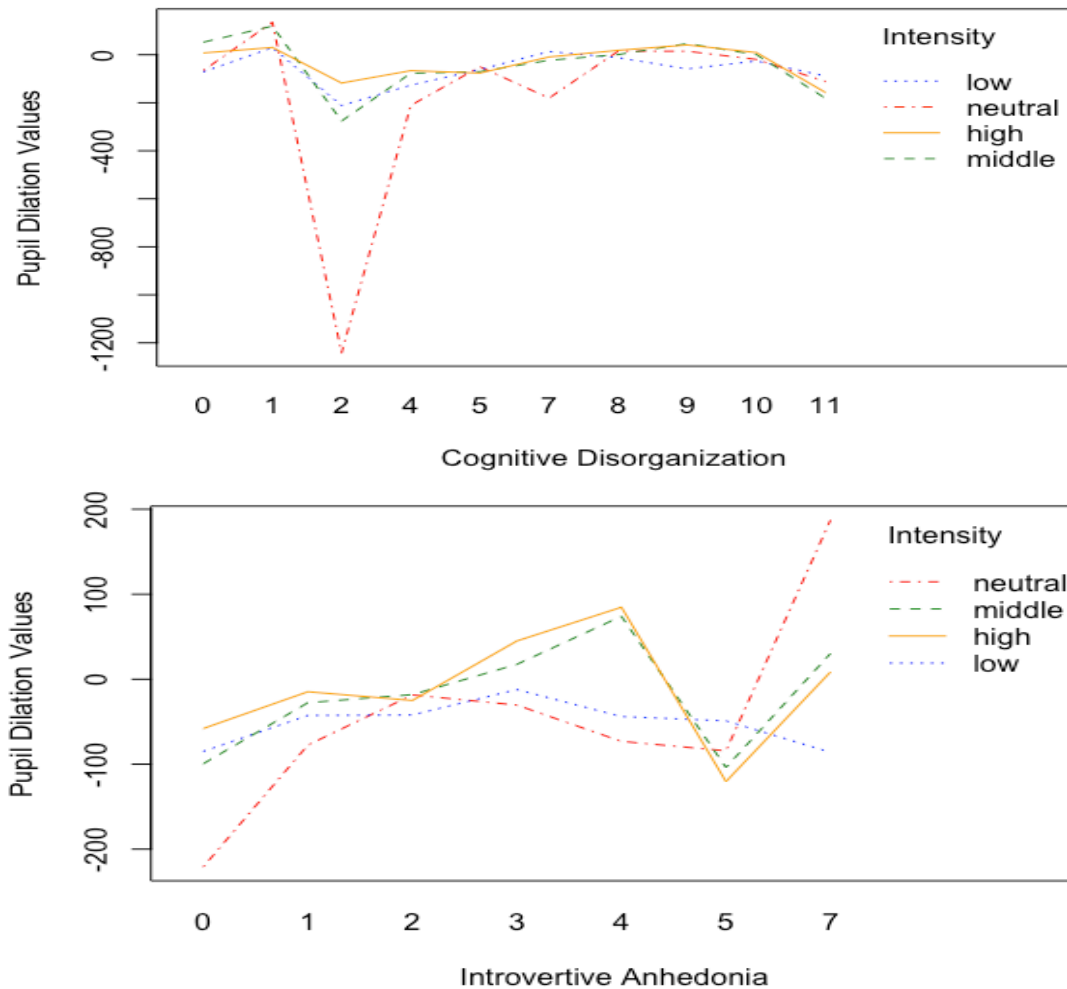 Pupil Dilation Values
0
-400
-800
-1200
Intensity
low
neutral
high
middle
0 1 2 4 5 7 8 9 10 11
Cognitive Disorganization
Pupil Dilation Values
200
100
0
-100
-200
Intensity
neutral
middle
high
low
0 1 2 3 4 5 7
Introvertive Anhedonia